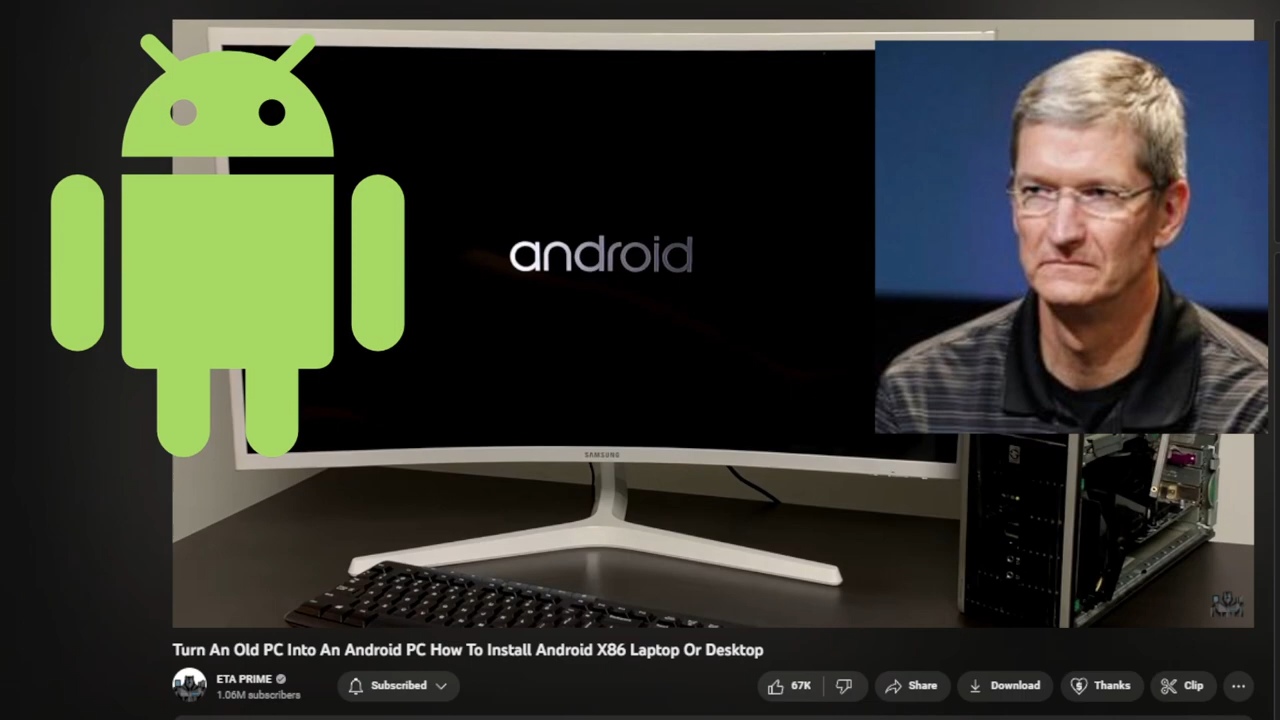 android
SAMSUNG
Turn An Old PC Into An Android PC How To Install Android X86 Laptop Or Desktop
ETA PRIME
1.06M subscribers
Subscribed
67K
Share
Download
Thanks
Clip